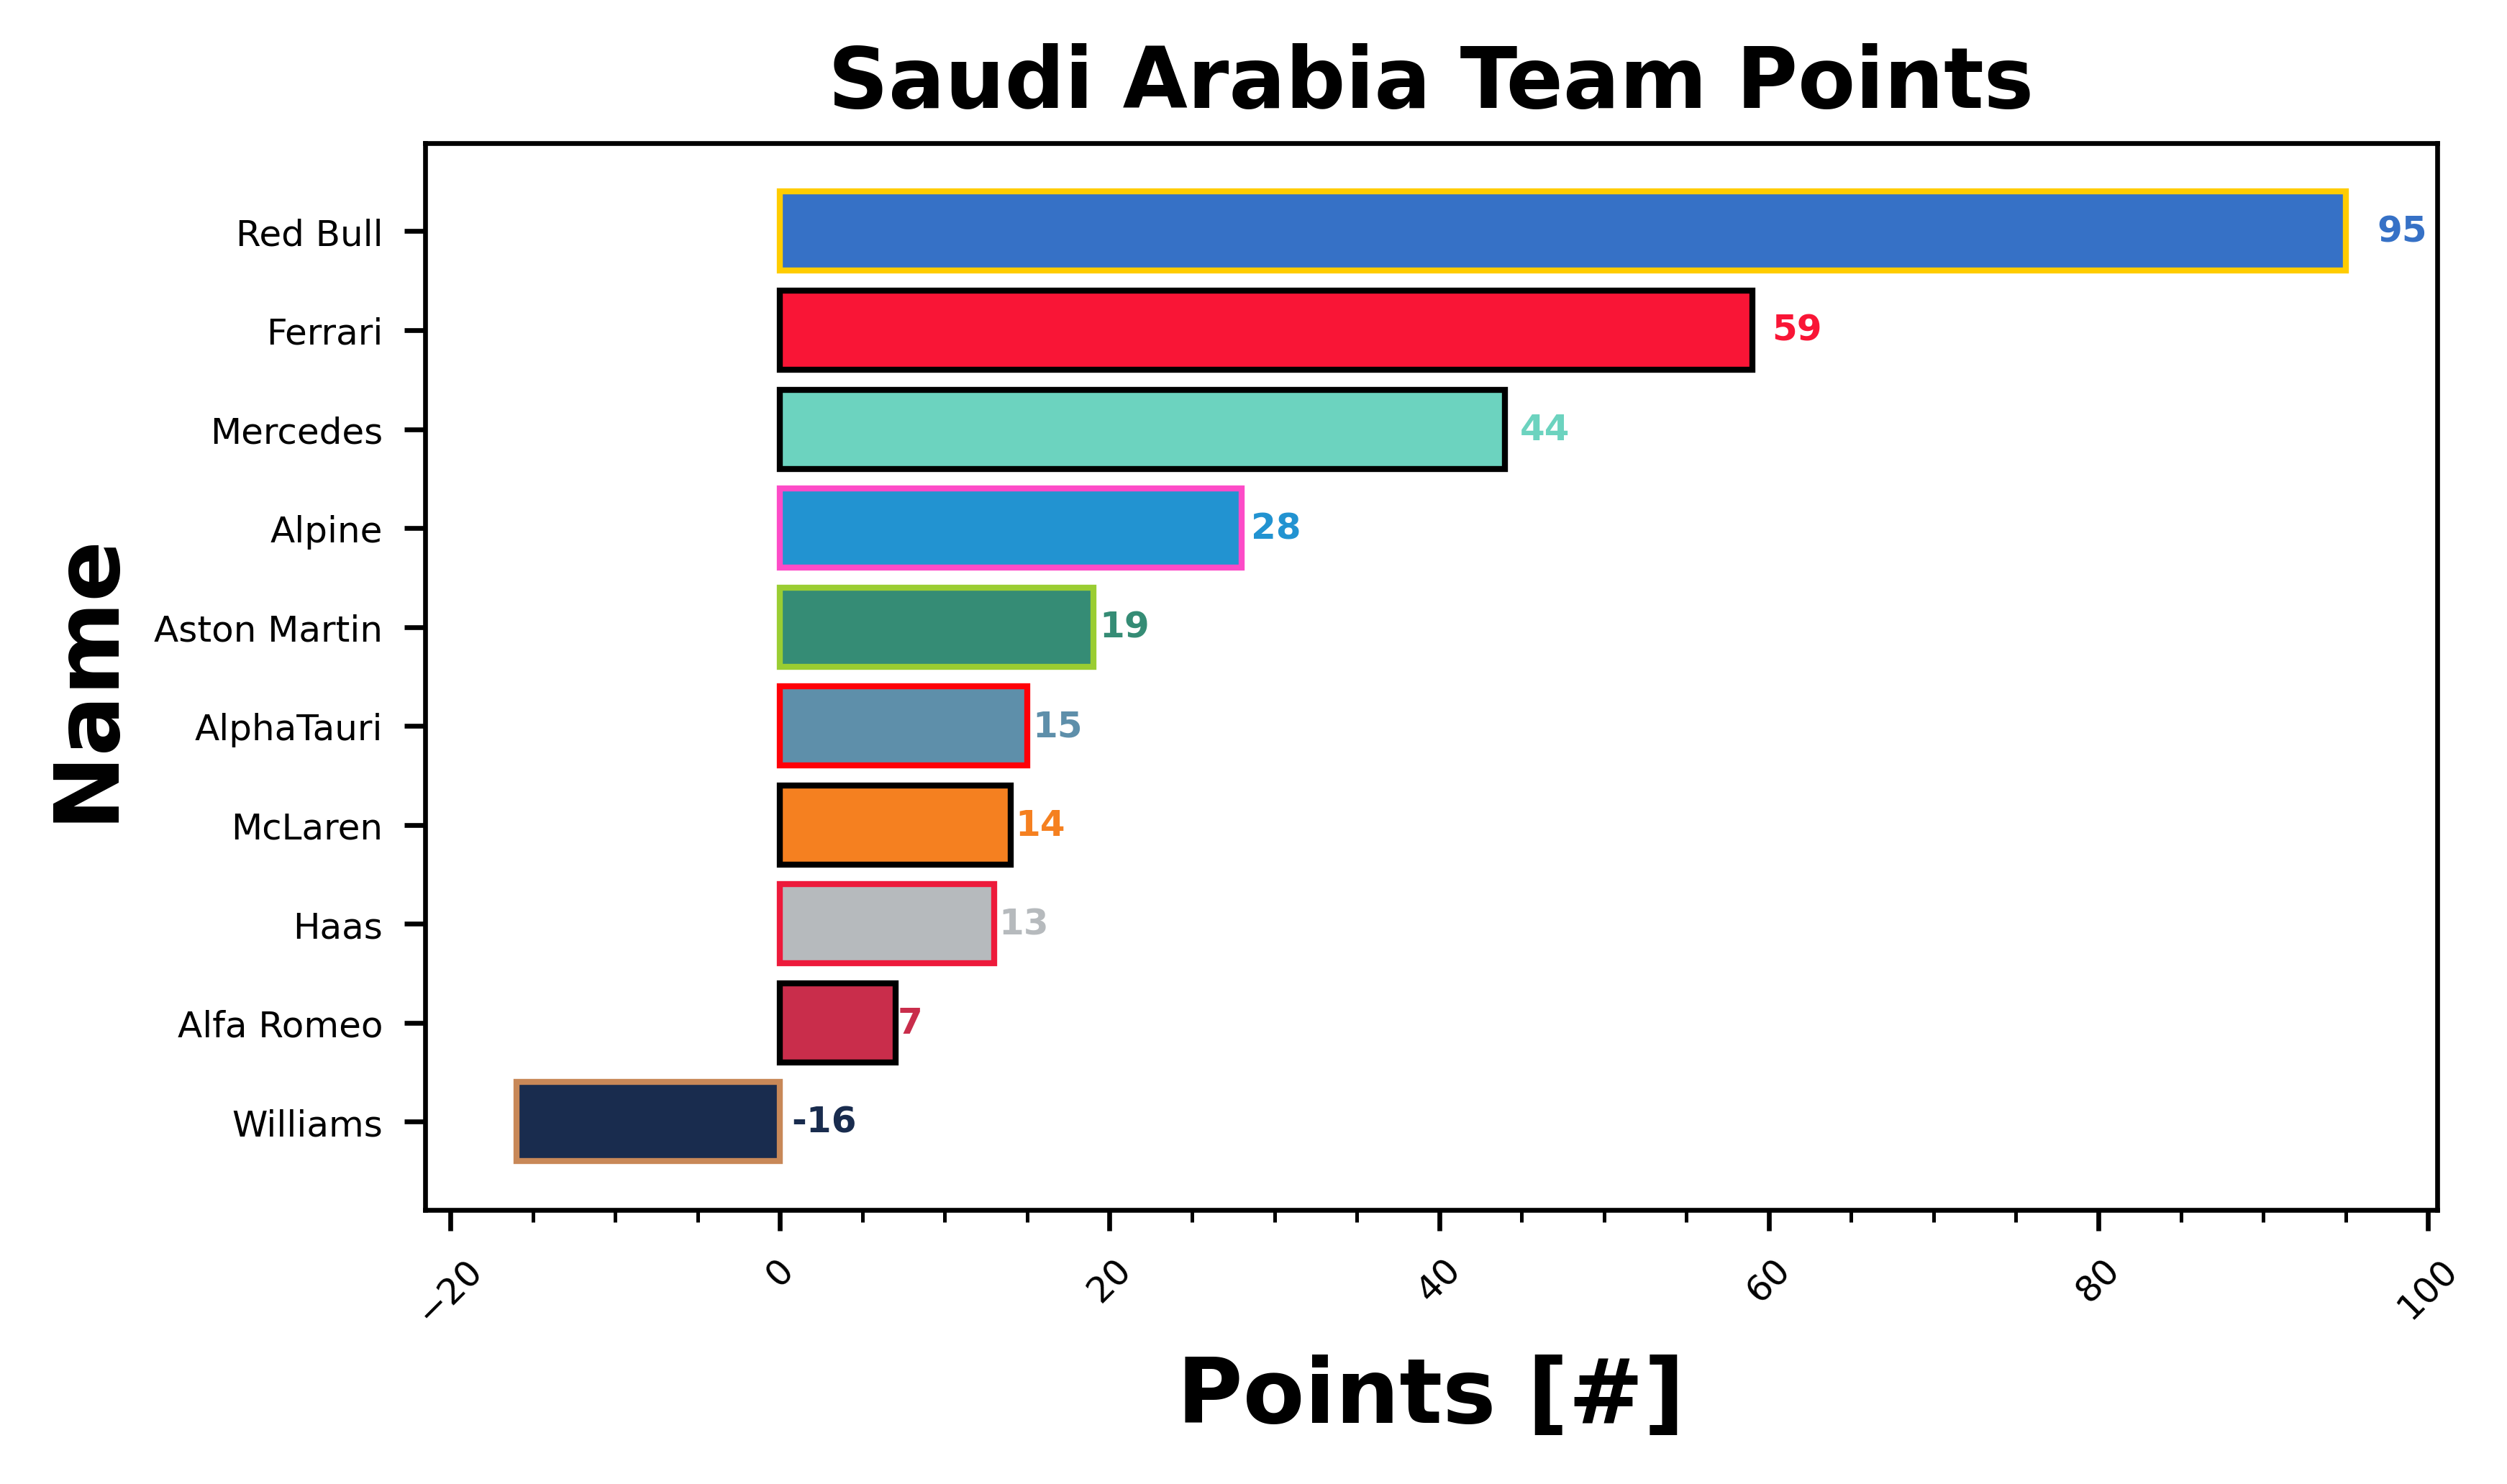 Saudi Arabia Team Points
Name
Red Bull 95
Ferrari 59
Mercedes 44
Alpine 28
Aston Martin 19
AlphaTauri 15
McLaren 14
Haas 13
Alfa Romeo 7
Williams -16
−20 0 20 40 60 80 100
Points [#]